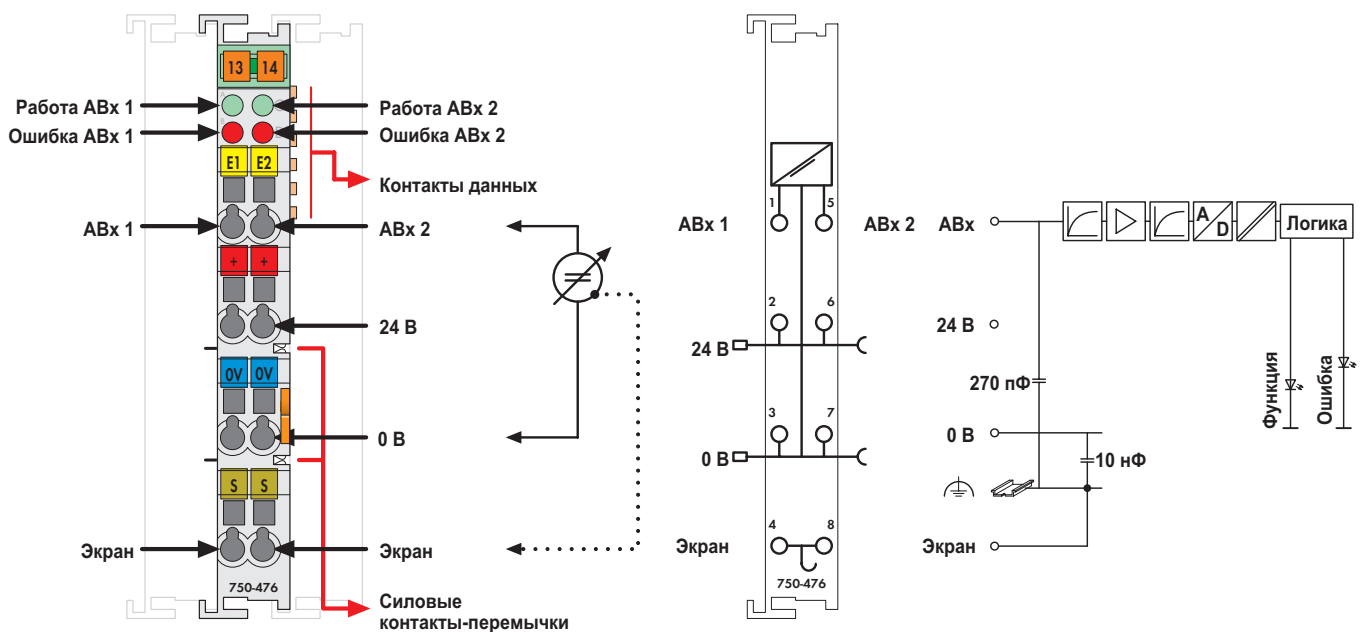 13 14
Работа АВх 1
Работа АВх 2
Ошибка АВх 1
Ошибка АВх 2
E1 E2
Контакты данных
АВх 1
АВх 2
+ +
24 В
0V 0V
0 В
S S
Экран
Экран
750-476
Силовые
контакты-перемычки
1 5
АВх 1
АВх 2
2 6
24 В
3 7
0 В
4 8
Экран
750-476
АВх
A
D
Логика
24 В
270 пФ
Функция
Ошибка
0 В
10 нФ
Экран